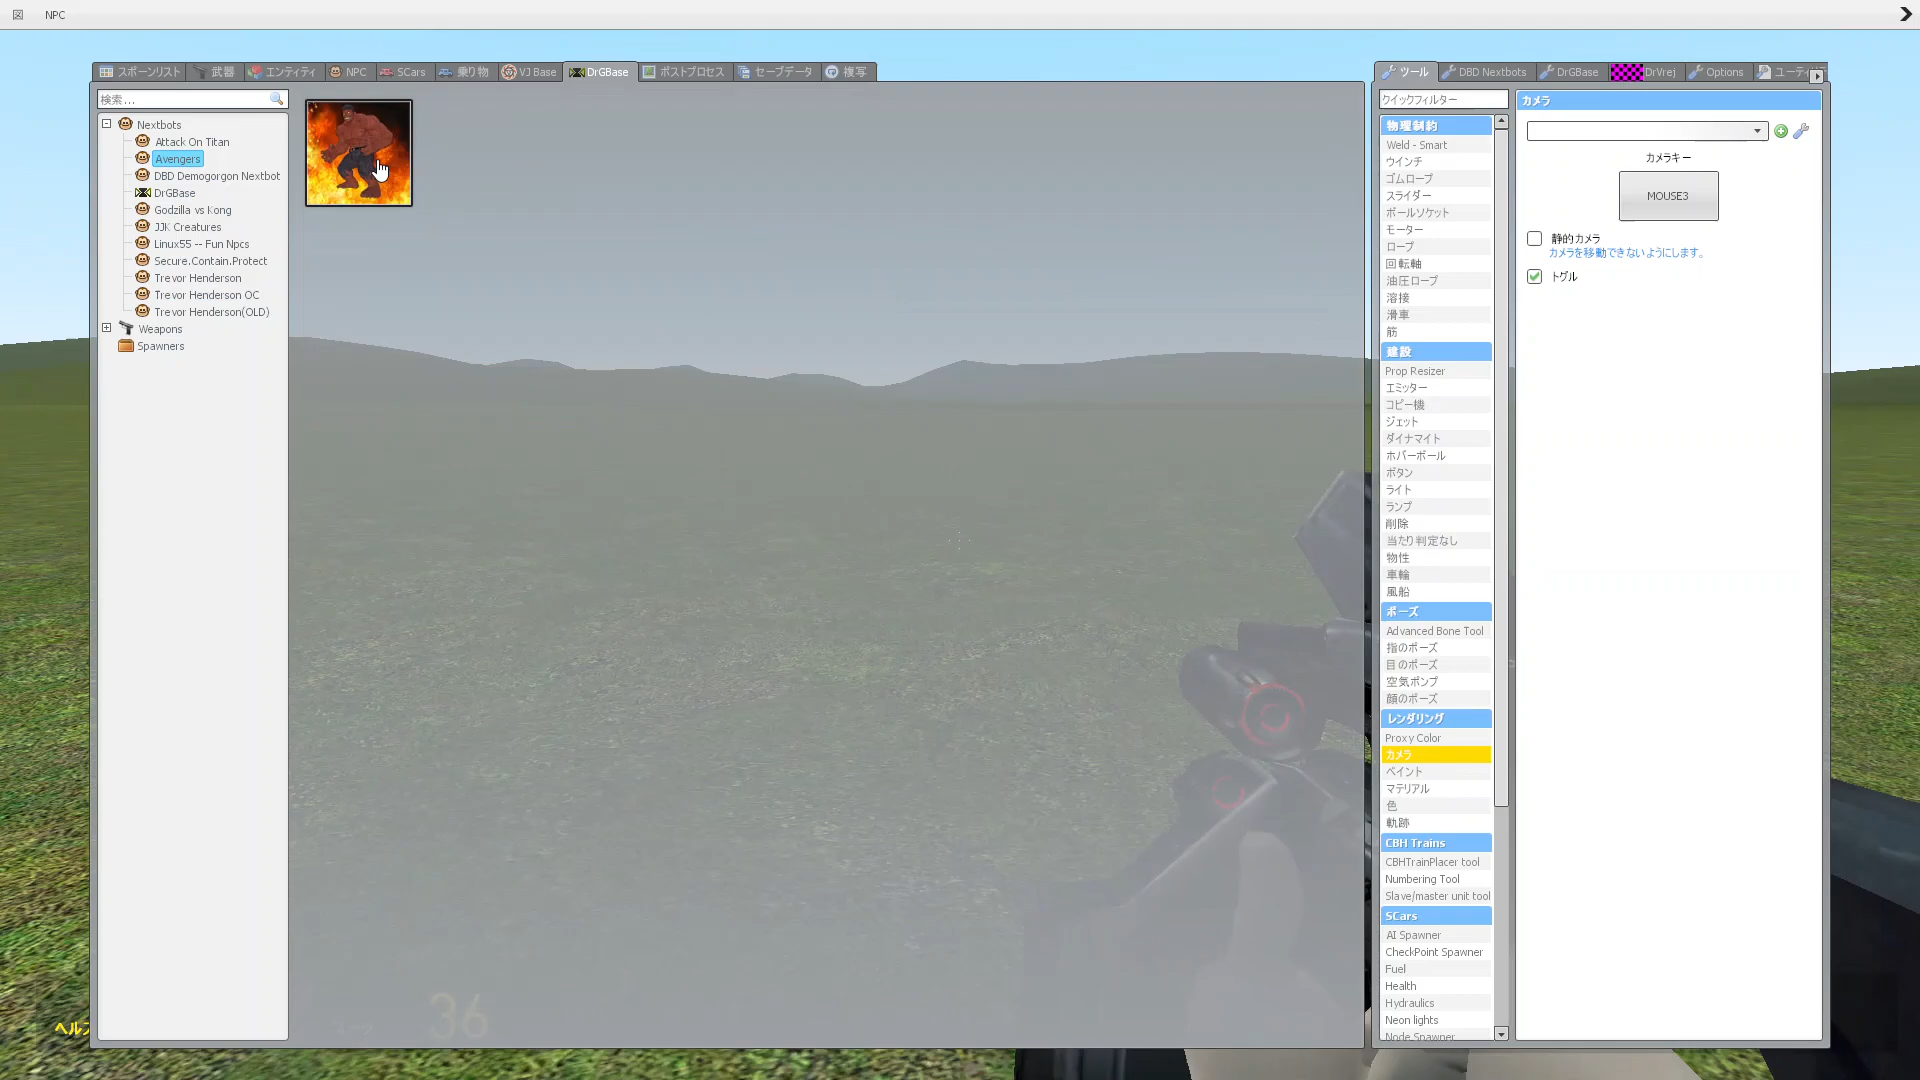 NPC
スポーンリスト 武器 エンティティ NPC SCars 乗り物 VJ Base DrGBase ポストプロセス セーブデータ 複写
検索...
Nextbots
Attack On Titan
Avengers
DBD Demogorgon Nextbot
DrGBase
Godzilla vs Kong
JJK Creatures
Linux55 -- Fun Npcs
Secure.Contain.Protect
Trevor Henderson
Trevor Henderson OC
Trevor Henderson(OLD)
Weapons
Spawners
36
ツール DBD Nextbots DrGBase DrVrej Options
クイックフィルター
物理制約
Weld - Smart
ウインチ
ゴムロープ
スライダー
ボールソケット
モーター
ロープ
回転軸
油圧ロープ
溶接
滑車
筋
建設
Prop Resizer
エミッター
コピー機
ジェット
ダイナマイト
ホバーボール
ボタン
ライト
ランプ
削除
当たり判定なし
物性
車輪
風船
ポーズ
Advanced Bone Tool
指のポーズ
目のポーズ
空気ポンプ
顔のポーズ
レンダリング
Proxy Color
カメラ
ペイント
マテリアル
色
軌跡
CBH Trains
CBHTrainPlacer tool
Numbering Tool
Slave/master unit tool
SCars
AI Spawner
CheckPoint Spawner
Fuel
Health
Hydraulics
Neon lights
Node Spawner
カメラ
カメラキー
MOUSE3
静的カメラ
カメラを移動できないようにします。
トグル